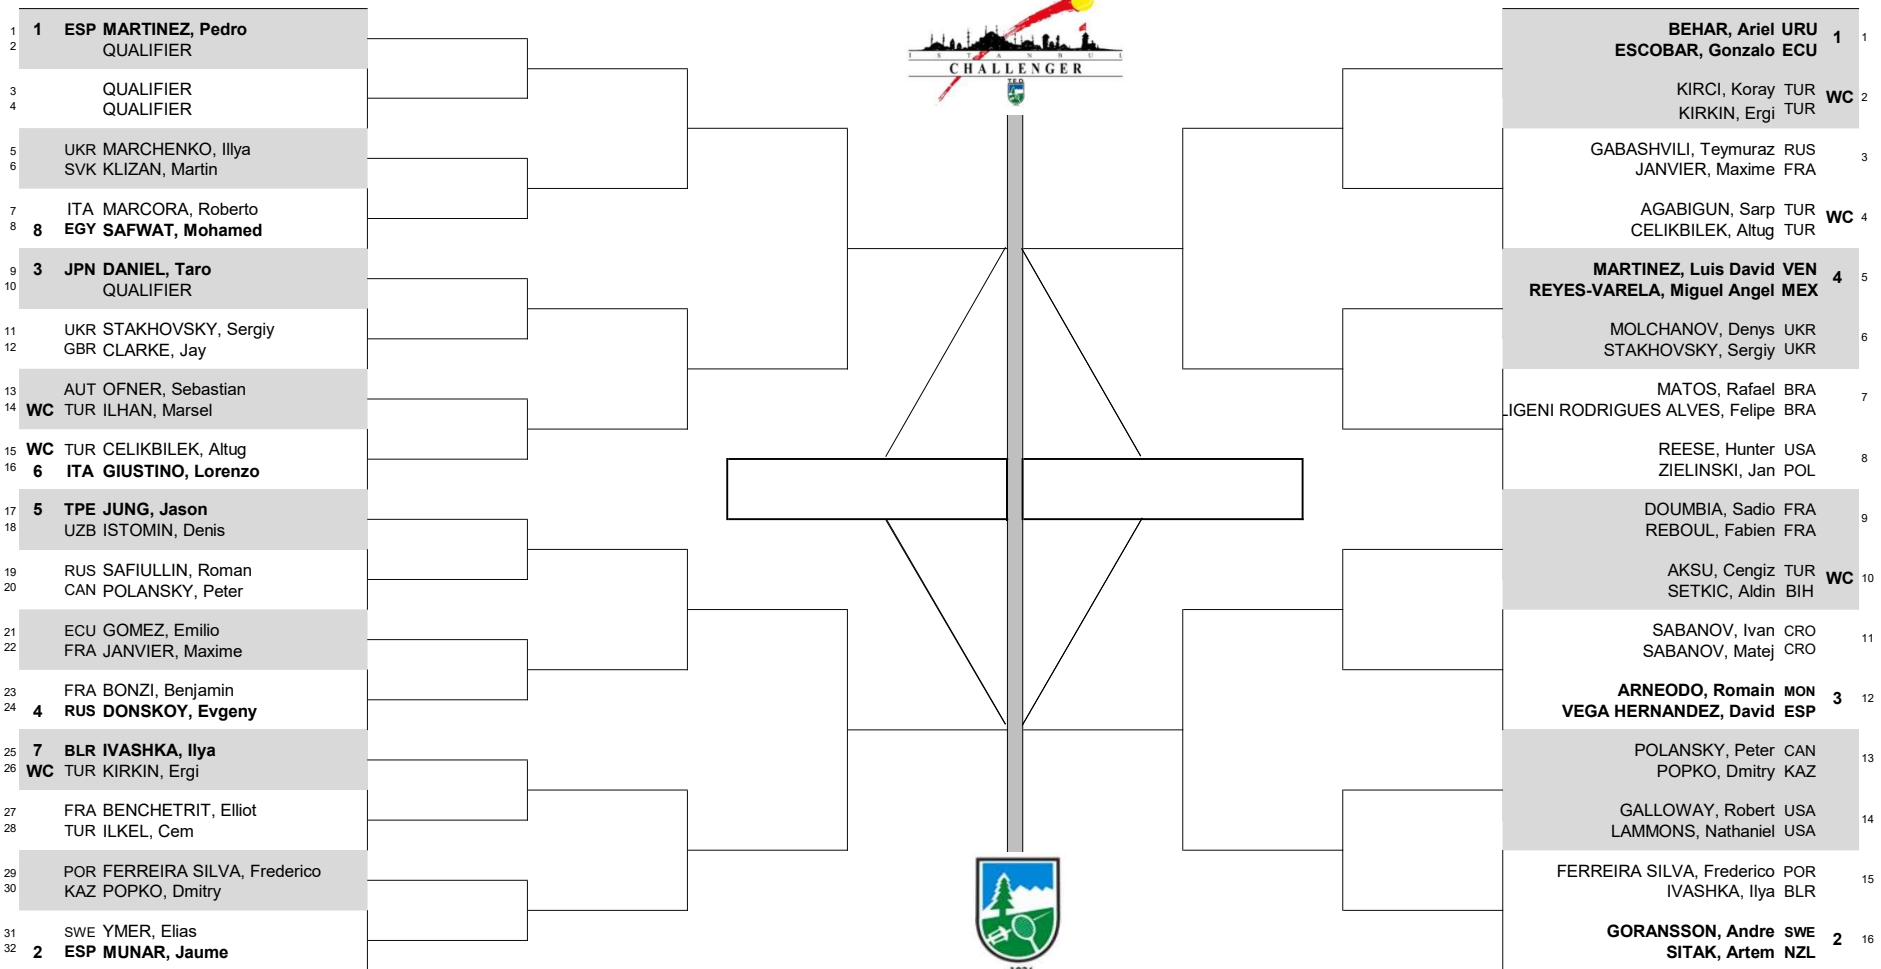 1 1 ESP MARTINEZ, Pedro
2 QUALIFIER
3 QUALIFIER
4 QUALIFIER
5 UKR MARCHENKO, Illya
6 SVK KLIZAN, Martin
7 ITA MARCORA, Roberto
8 8 EGY SAFWAT, Mohamed
9 3 JPN DANIEL, Taro
10 QUALIFIER
11 UKR STAKHOVSKY, Sergiy
12 GBR CLARKE, Jay
13 AUT OFNER, Sebastian
14 WC TUR ILHAN, Marsel
15 WC TUR CELIKBILEK, Altug
16 6 ITA GIUSTINO, Lorenzo
17 5 TPE JUNG, Jason
18 UZB ISTOMIN, Denis
19 RUS SAFIULLIN, Roman
20 CAN POLANSKY, Peter
21 ECU GOMEZ, Emilio
22 FRA JANVIER, Maxime
23 FRA BONZI, Benjamin
24 4 RUS DONSKOY, Evgeny
25 7 BLR IVASHKA, Ilya
26 WC TUR KIRKIN, Ergi
27 FRA BENCHETRIT, Elliot
28 TUR ILKEL, Cem
29 POR FERREIRA SILVA, Frederico
30 KAZ POPKO, Dmitry
31 SWE YMER, Elias
32 2 ESP MUNAR, Jaume
ISTANBUL
CHALLENGER
T.E.D
BEHAR, Ariel URU 1 1
ESCOBAR, Gonzalo ECU
KIRCI, Koray TUR WC 2
KIRKIN, Ergi TUR
GABASHVILI, Teymuraz RUS 3
JANVIER, Maxime FRA
AGABIGUN, Sarp TUR WC 4
CELIKBILEK, Altug TUR
MARTINEZ, Luis David VEN 4 5
REYES-VARELA, Miguel Angel MEX
MOLCHANOV, Denys UKR 6
STAKHOVSKY, Sergiy UKR
MATOS, Rafael BRA 7
LIGENI RODRIGUES ALVES, Felipe BRA
REESE, Hunter USA 8
ZIELINSKI, Jan POL
DOUMBIA, Sadio FRA 9
REBOUL, Fabien FRA
AKSU, Cengiz TUR WC 10
SETKIC, Aldin BIH
SABANOV, Ivan CRO 11
SABANOV, Matej CRO
ARNEODO, Romain MON 3 12
VEGA HERNANDEZ, David ESP
POLANSKY, Peter CAN 13
POPKO, Dmitry KAZ
GALLOWAY, Robert USA 14
LAMMONS, Nathaniel USA
FERREIRA SILVA, Frederico POR 15
IVASHKA, Ilya BLR
GORANSSON, Andre SWE 2 16
SITAK, Artem NZL